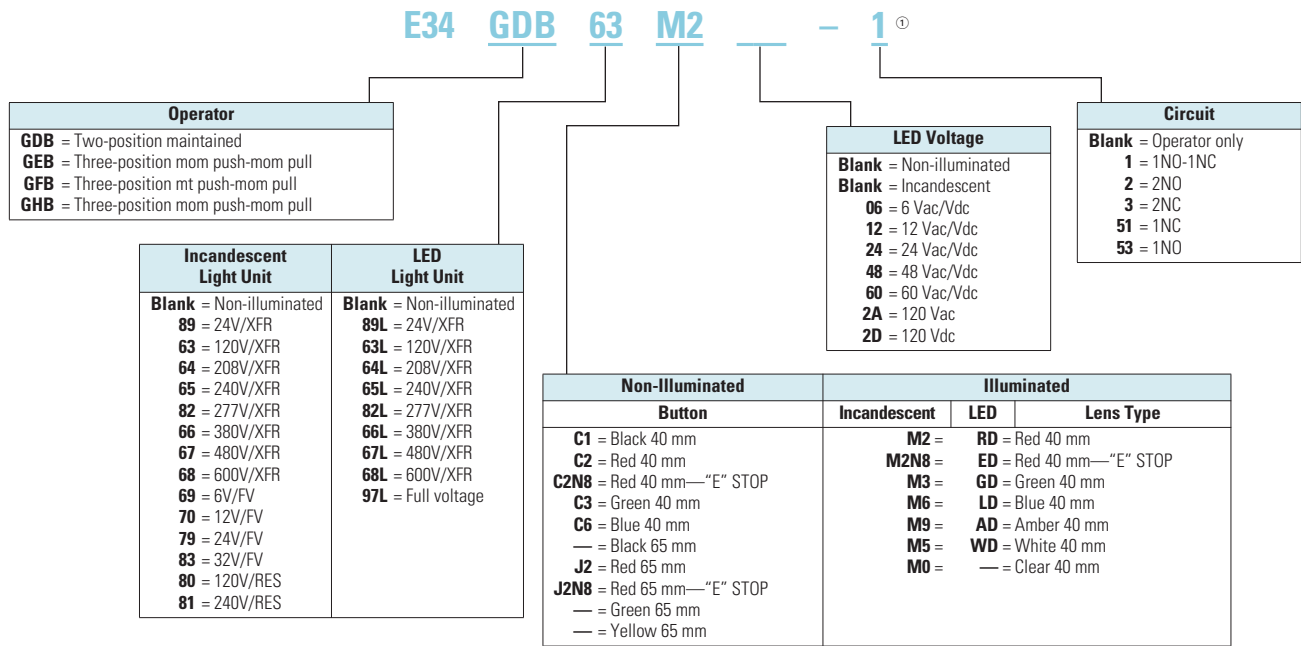 E34 GDB 63 M2 __ – 1 ①
Operator
GDB = Two-position maintained
GEB = Three-position mom push-mom pull
GFB = Three-position mt push-mom pull
GHB = Three-position mom push-mom pull
Incandescent Light Unit
Blank = Non-illuminated
89 = 24V/XFR
63 = 120V/XFR
64 = 208V/XFR
65 = 240V/XFR
82 = 277V/XFR
66 = 380V/XFR
67 = 480V/XFR
68 = 600V/XFR
69 = 6V/FV
70 = 12V/FV
79 = 24V/FV
83 = 32V/FV
80 = 120V/RES
81 = 240V/RES
LED Light Unit
Blank = Non-illuminated
89L = 24V/XFR
63L = 120V/XFR
64L = 208V/XFR
65L = 240V/XFR
82L = 277V/XFR
66L = 380V/XFR
67L = 480V/XFR
68L = 600V/XFR
97L = Full voltage
Non-Illuminated
Button
C1 = Black 40 mm
C2 = Red 40 mm
C2N8 = Red 40 mm—“E” STOP
C3 = Green 40 mm
C6 = Blue 40 mm
— = Black 65 mm
J2 = Red 65 mm
J2N8 = Red 65 mm—“E” STOP
— = Green 65 mm
— = Yellow 65 mm
Illuminated
Incandescent LED Lens Type
M2 = RD = Red 40 mm
M2N8 = ED = Red 40 mm—“E” STOP
M3 = GD = Green 40 mm
M6 = LD = Blue 40 mm
M9 = AD = Amber 40 mm
M5 = WD = White 40 mm
M0 = — = Clear 40 mm
LED Voltage
Blank = Non-illuminated
Blank = Incandescent
06 = 6 Vac/Vdc
12 = 12 Vac/Vdc
24 = 24 Vac/Vdc
48 = 48 Vac/Vdc
60 = 60 Vac/Vdc
2A = 120 Vac
2D = 120 Vdc
Circuit
Blank = Operator only
1 = 1NO-1NC
2 = 2NO
3 = 2NC
51 = 1NC
53 = 1NO